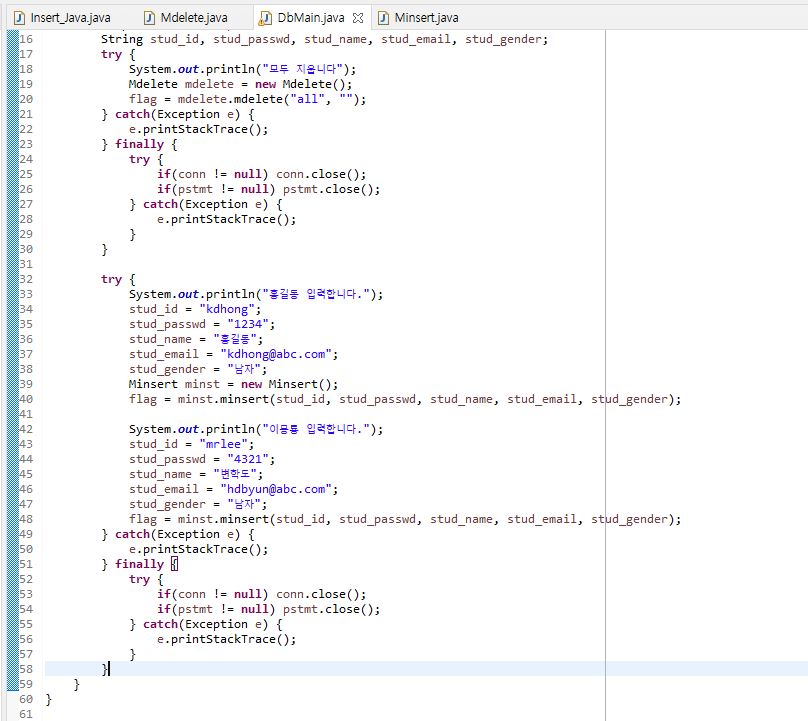 Insert_Java.java Mdelete.java DbMain.java Minsert.java
16 String stud_id, stud_passwd, stud_name, stud_email, stud_gender;
17 try {
18 System.out.println("모두 지웁니다");
19 Mdelete mdelete = new Mdelete();
20 flag = mdelete.mdelete("all", "");
21 } catch(Exception e) {
22 e.printStackTrace();
23 } finally {
24 try {
25 if(conn != null) conn.close();
26 if(pstmt != null) pstmt.close();
27 } catch(Exception e) {
28 e.printStackTrace();
29 }
30 }
31
32 try {
33 System.out.println("홍길동 입력합니다.");
34 stud_id = "kdhong";
35 stud_passwd = "1234";
36 stud_name = "홍길동";
37 stud_email = "kdhong@abc.com";
38 stud_gender = "남자";
39 Minsert minst = new Minsert();
40 flag = minst.minsert(stud_id, stud_passwd, stud_name, stud_email, stud_gender);
41
42 System.out.println("이몽룡 입력합니다.");
43 stud_id = "mrlee";
44 stud_passwd = "4321";
45 stud_name = "변학도";
46 stud_email = "hdbyun@abc.com";
47 stud_gender = "남자";
48 flag = minst.minsert(stud_id, stud_passwd, stud_name, stud_email, stud_gender);
49 } catch(Exception e) {
50 e.printStackTrace();
51 } finally {
52 try {
53 if(conn != null) conn.close();
54 if(pstmt != null) pstmt.close();
55 } catch(Exception e) {
56 e.printStackTrace();
57 }
58 }
59 }
60 }
61